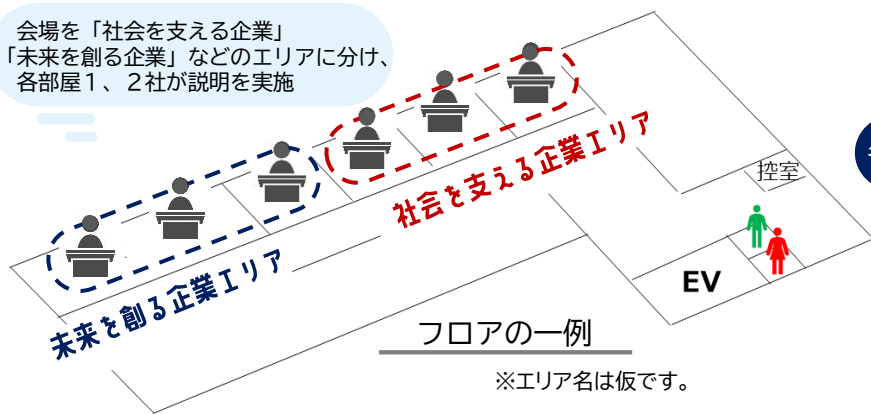 会場を「社会を支える企業」
「未来を創る企業」などのエリアに分け、
各部屋１、２社が説明を実施
社会を支える企業エリア
控室
未来を創る企業エリア
EV
フロアの一例
※エリア名は仮です。